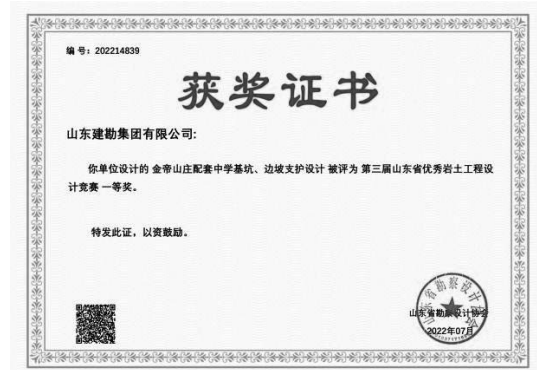 编号：202214839
获奖证书
山东建勘集团有限公司:
你单位设计的 金帝山庄配套中学基坑、边坡支护设计 被评为 第三届山东省优秀岩土工程设
计竞赛 一等奖。
特发此证，以资鼓励。
山东省勘察设计协会
2022年07月